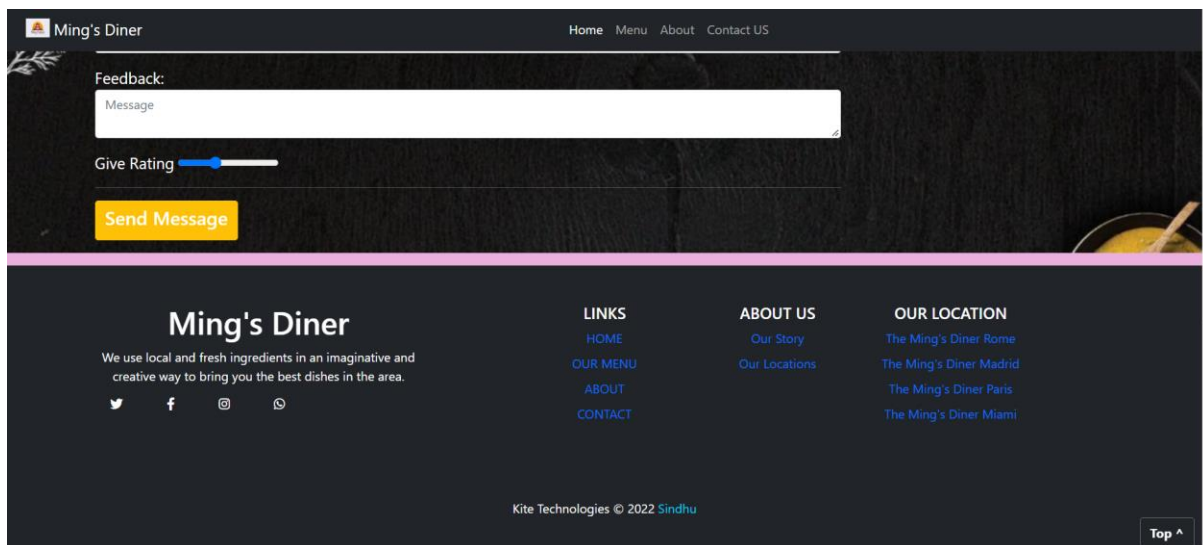 Ming's Diner
Home Menu About Contact US
Feedback:
Message
Give Rating
Send Message
Ming's Diner
We use local and fresh ingredients in an imaginative and
creative way to bring you the best dishes in the area.
LINKS
HOME
OUR MENU
ABOUT
CONTACT
ABOUT US
Our Story
Our Locations
OUR LOCATION
The Ming's Diner Rome
The Ming's Diner Madrid
The Ming's Diner Paris
The Ming's Diner Miami
Kite Technologies © 2022 Sindhu
Top ^